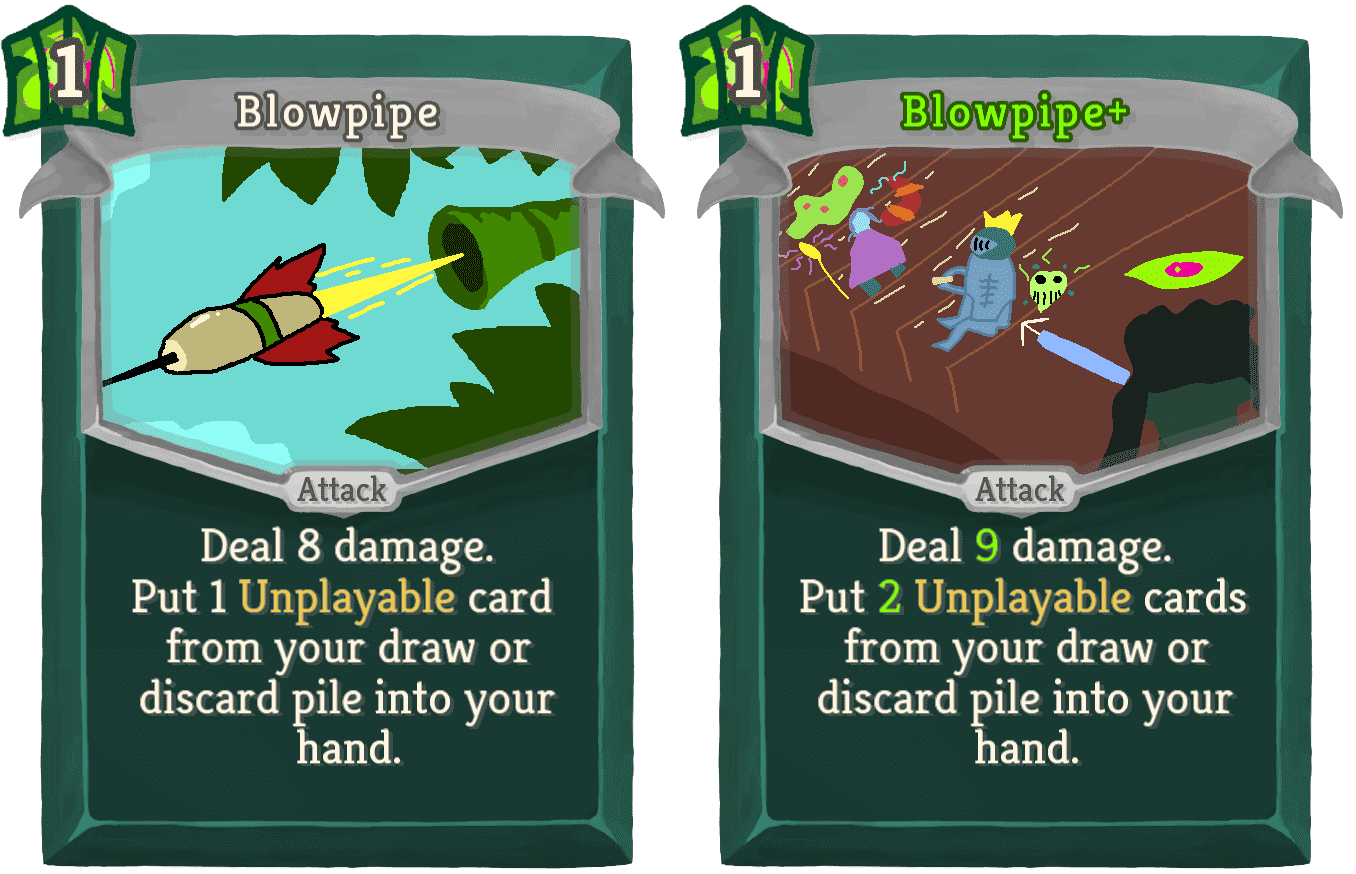 1
Blowpipe
Attack
Deal 8 damage.
Put 1 Unplayable card
from your draw or
discard pile into your
hand.
1
Blowpipe+
Attack
Deal 9 damage.
Put 2 Unplayable cards
from your draw or
discard pile into your
hand.